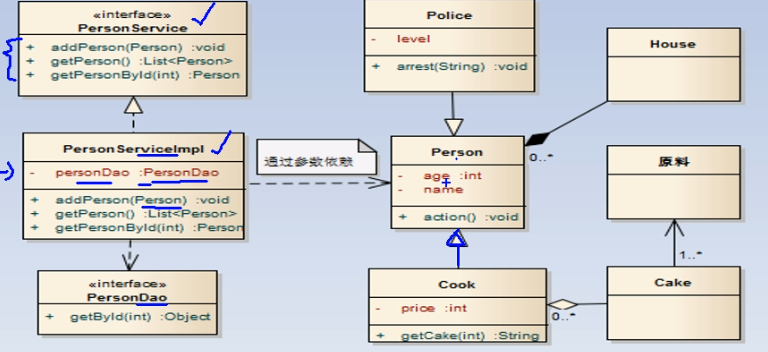 «interface»
PersonService
+ addPerson(Person) :void
+ getPerson() :List<Person>
+ getPersonById(int) :Person
Police
- level
+ arrest(String) :void
House
PersonServiceImpl
- personDao :PersonDao
+ addPerson(Person) :void
+ getPerson() :List<Person>
+ getPersonById(int) :Person
通过参数依赖
Person
- age :int
- name
+ action() :void
0..*
原料
1..*
«interface»
PersonDao
+ getById(int) :Object
Cook
- price :int
+ getCake(int) :String
0..*
Cake